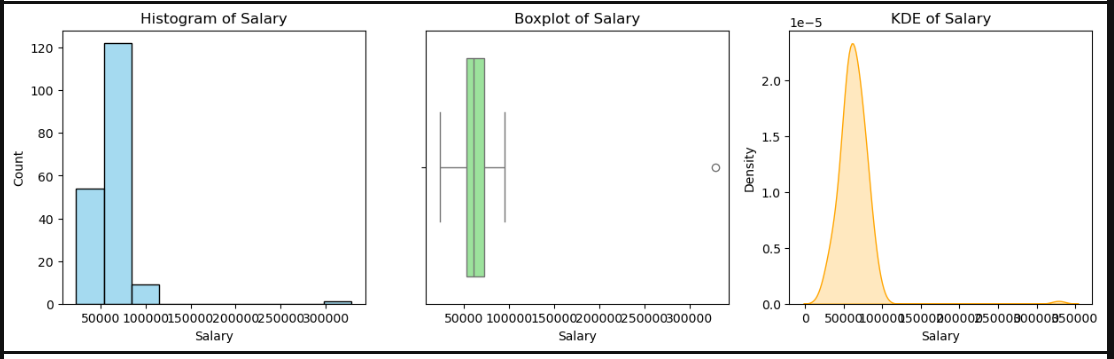 Histogram of Salary
120
100
80
60
40
20
0
Count
50000 100000 150000 200000 250000 300000
Salary
Boxplot of Salary
50000 100000 150000 200000 250000 300000
Salary
KDE of Salary
1e−5
2.0
1.5
1.0
0.5
0.0
Density
0 50000 100000 150000 200000 250000 300000 350000
Salary